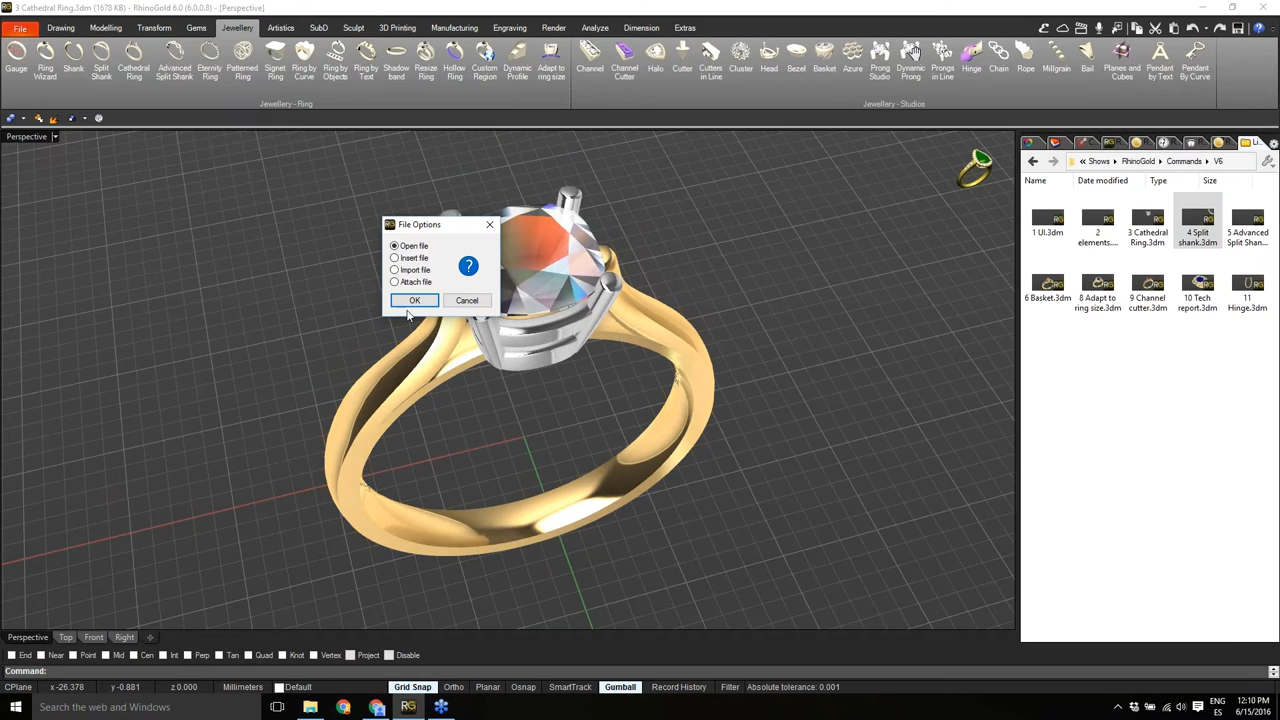 3 Cathedral Ring.3dm (1678 KB) - RhinoGold 6.0 (6.0.0.8) - [Perspective]
File Drawing Modelling Transform Gems Jewellery Artistics SubD Sculpt 3D Printing Manufacturing Engraving Render Analyze Dimension Extras
Gauge Ring Wizard Shank Split Shank Cathedral Ring Advanced Split Shank Eternity Ring Patterned Ring Signet Ring Ring by Curve Ring by Objects Ring by Text Shadow band Resize Ring Hollow Ring Custom Region Dynamic Profile Adapt to ring size Channel Channel Cutter Halo Cutter Cutters in Line Cluster Head Bezel Basket Azure Prong Studio Dynamic Prong Prongs in Line Hinge Chain Rope Millgrain Bail Planes and Cubes Pendant by Text Pendant By Curve
Jewellery - Ring Jewellery - Studios
Perspective
Li...
« Shows Commands RhinoGold V6
Name Date modified Type Size
1 UI.3dm 2 elements.... 3 Cathedral Ring.3dm 4 Split shank.3dm 5 Advanced Split Shan...
6 Basket.3dm 8 Adapt to ring size.3dm 9 Channel cutter.3dm 10 Tech report.3dm 11 Hinge.3dm
File Options
Open file
Insert file
Import file
Attach file
?
OK Cancel
Perspective Top Front Right
End Near Point Mid Cen Int Perp Tan Quad Knot Vertex Project Disable
Command:
CPlane x -26.378 y -0.881 z 0.000 Millimeters Default Grid Snap Ortho Planar Osnap SmartTrack Gumball Record History Filter Absolute tolerance: 0.001
Search the web and Windows
ENG 12:10 PM
ES 6/15/2016